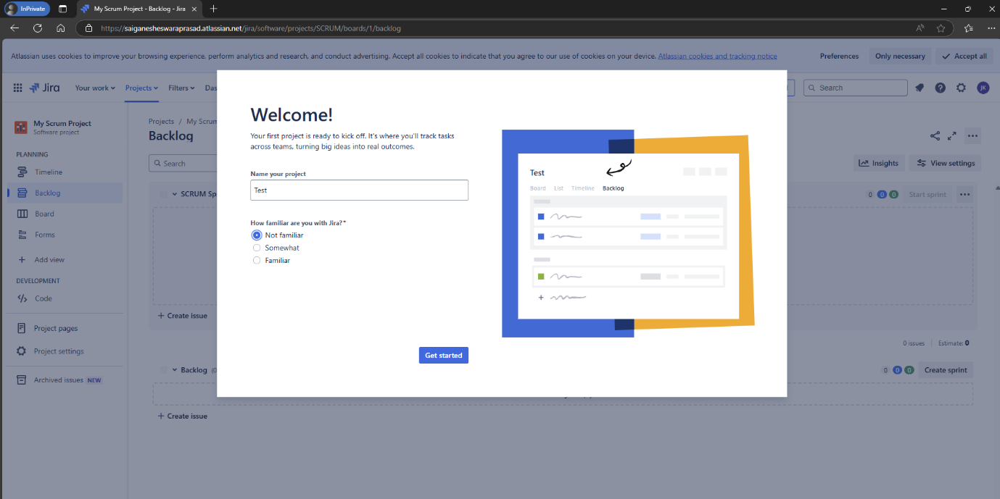 InPrivate
My Scrum Project - Backlog - Jira
https://saiganesheswaraprasad.atlassian.net/jira/software/projects/SCRUM/boards/1/backlog
Atlassian uses cookies to improve your browsing experience, perform analytics and research, and conduct advertising. Accept all cookies to indicate that you agree to our use of cookies on your device. Atlassian cookies and tracking notice
Preferences
Only necessary
Accept all
Jira
Your work
Projects
Filters
Das
Search
JK
My Scrum Project
Software project
PLANNING
Timeline
Backlog
Board
Forms
Add view
DEVELOPMENT
Code
Project pages
Project settings
Archived issues NEW
Projects / My Scrum
Backlog
Search
Insights
View settings
SCRUM Sp
0 0 0 Start sprint
+ Create issue
0 issues Estimate: 0
Backlog (0
0 0 0 Create sprint
+ Create issue
Welcome!
Your first project is ready to kick off. It's where you'll track tasks
across teams, turning big ideas into real outcomes.
Name your project
Test
How familiar are you with Jira?*
Not familiar
Somewhat
Familiar
Get started
Test
Board List Timeline Backlog